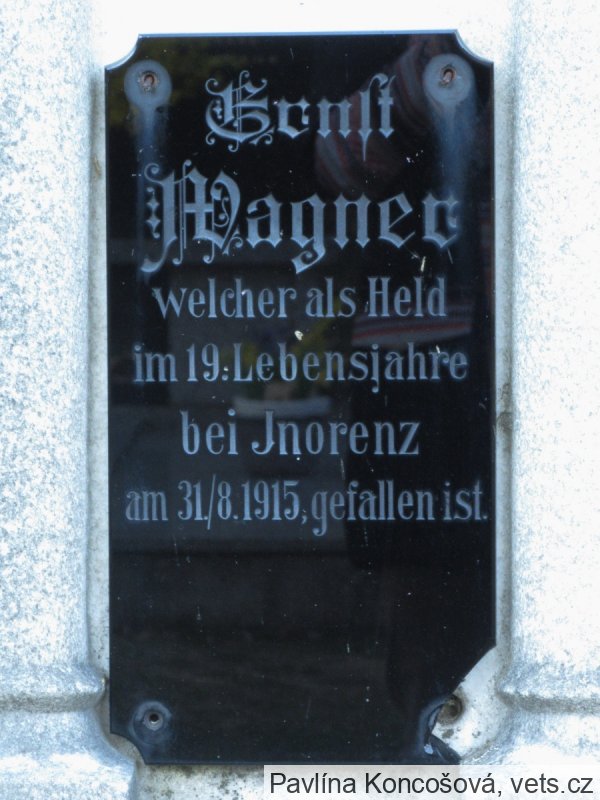 Ernst
Wagner
welcher als Held
im 19. Lebensjahre
bei Jnorenz
am 31/8.1915, gefallen ist.
Pavlína Koncošová, vets.cz